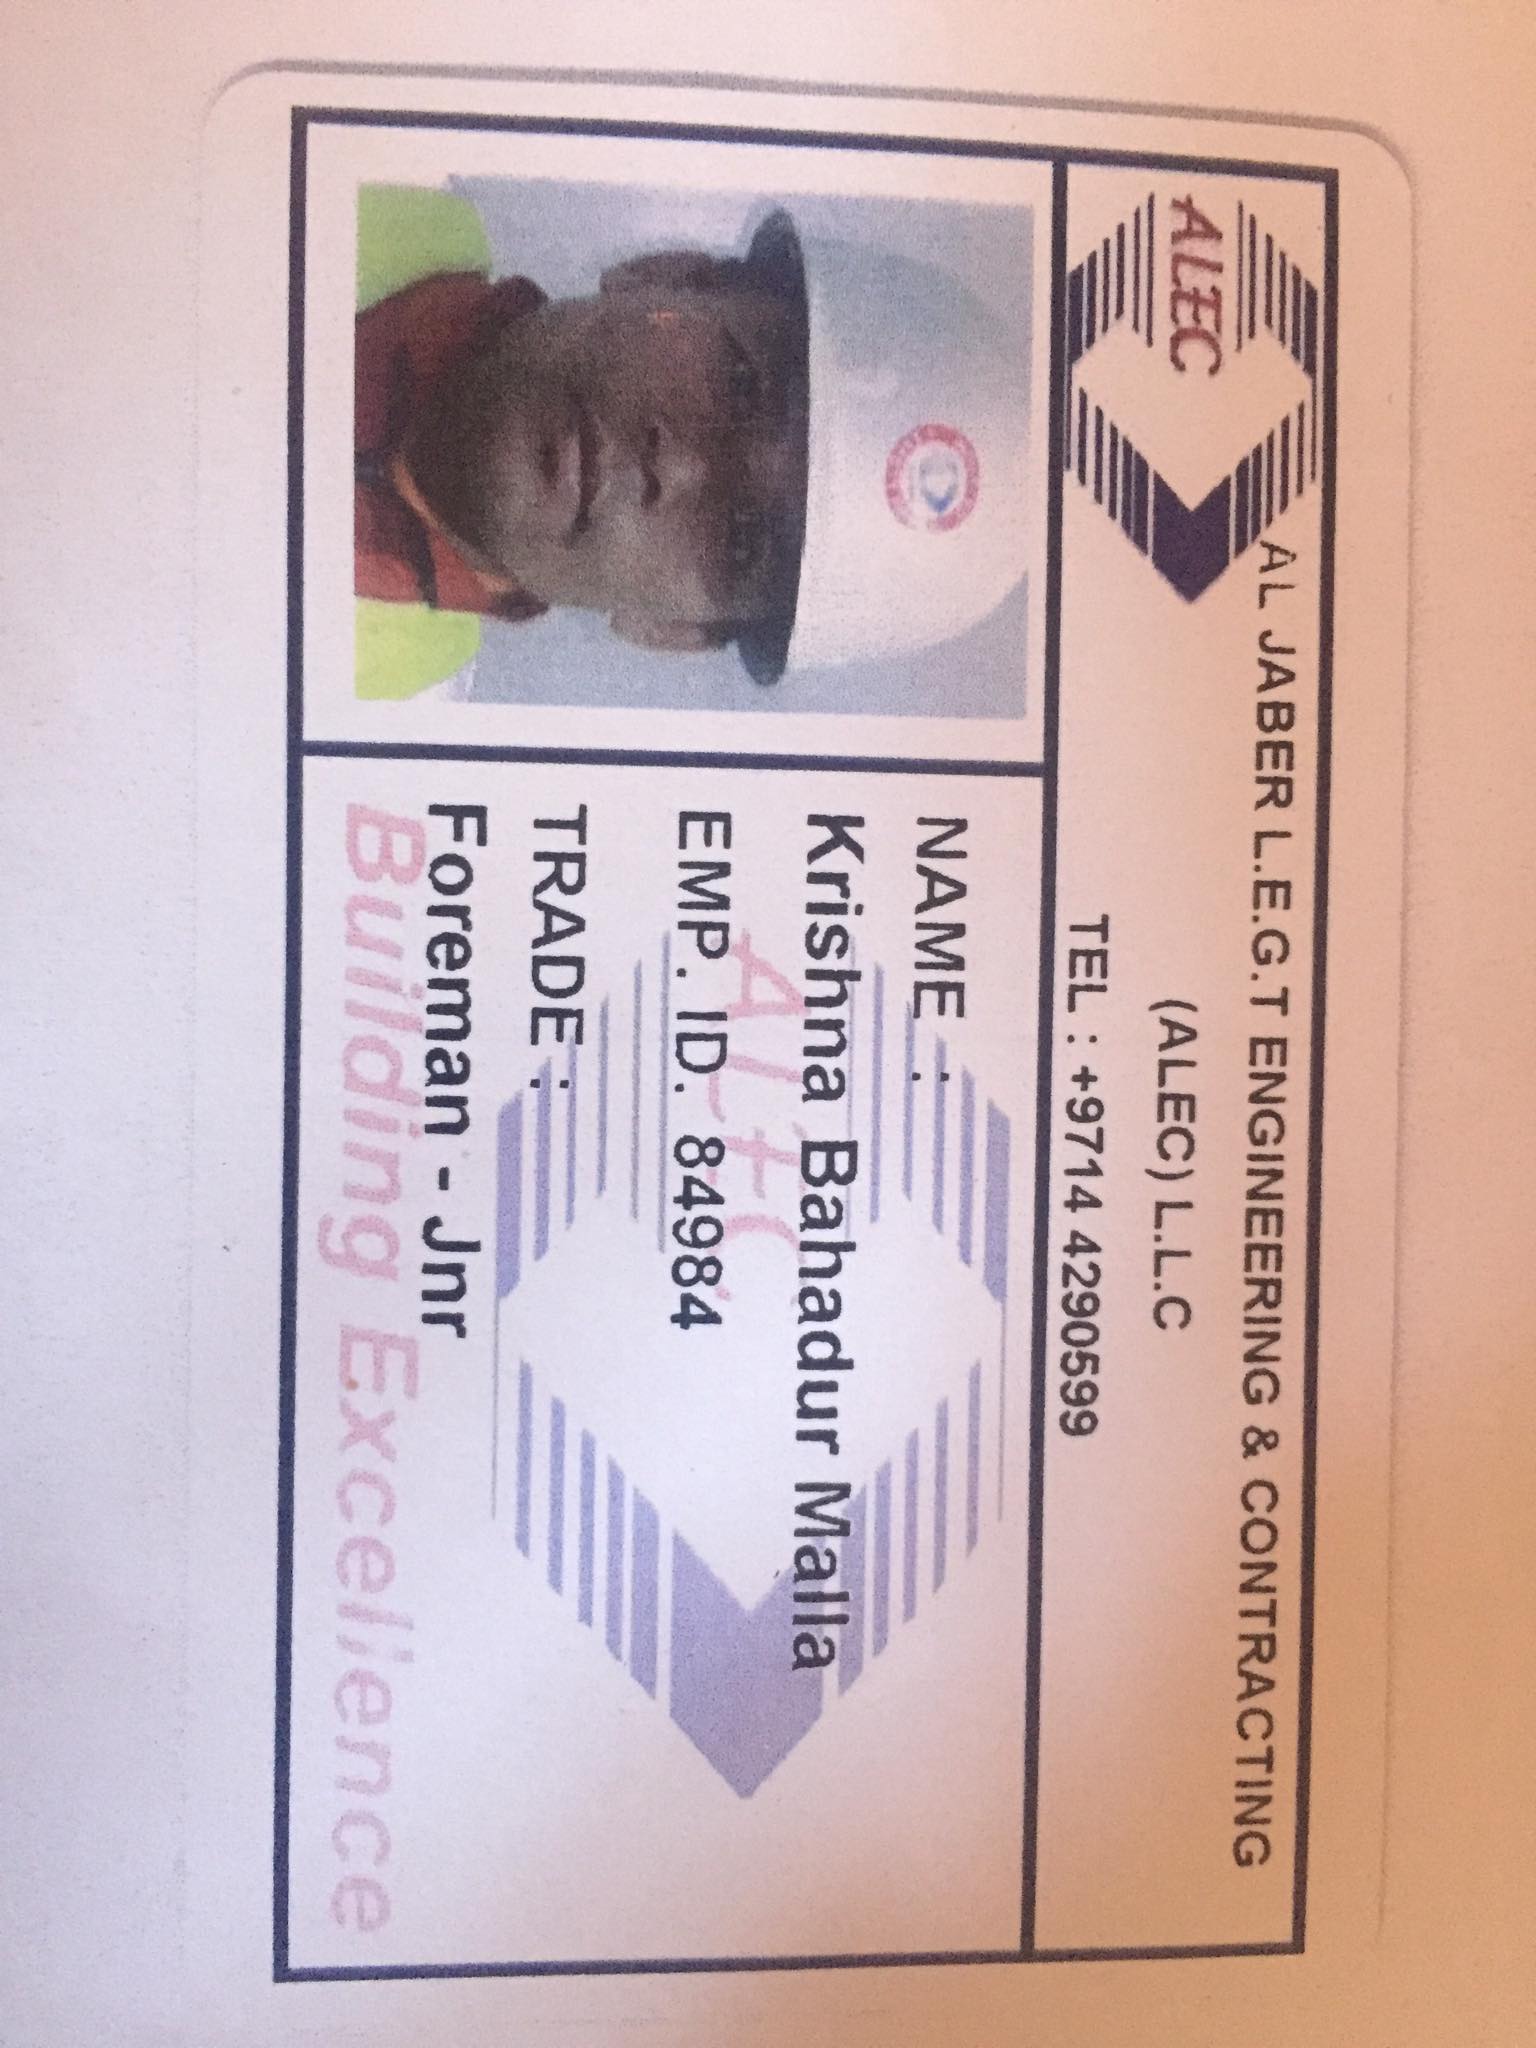 ALEC
AL JABER L.E.G.T ENGINEERING & CONTRACTING
(ALEC) L.L.C
TEL : +9714 4290599
NAME :
Krishna Bahadur Malla
EMP. ID. 84984
TRADE :
Foreman - Jnr
ALEC
Building Excellence